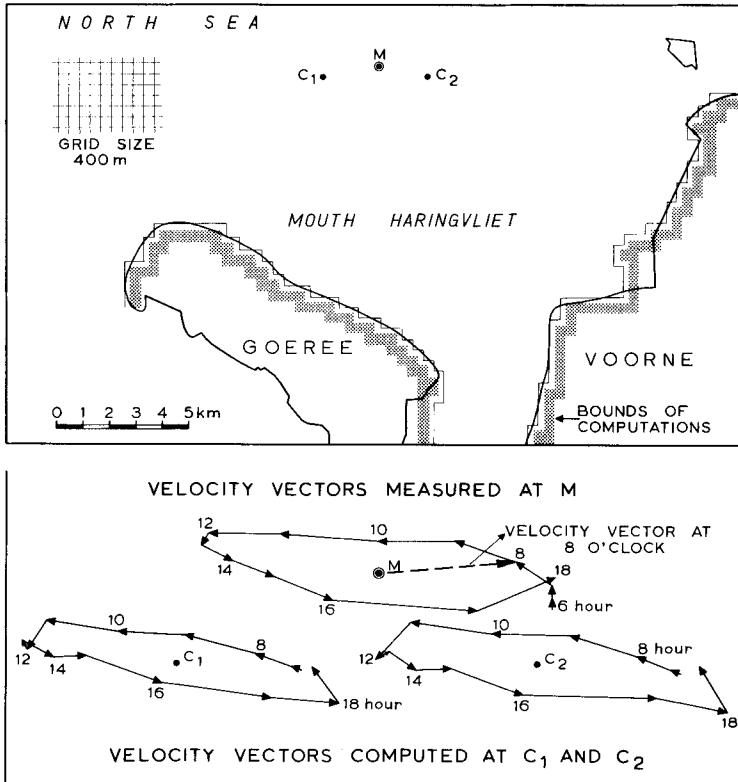 NORTH SEA
M
C1 C2
GRID SIZE
400 m
MOUTH HARINGVLIET
GOEREE
VOORNE
0 1 2 3 4 5 km
BOUNDS OF
COMPUTATIONS
VELOCITY VECTORS MEASURED AT M
12 10
VELOCITY VECTOR AT
8 O'CLOCK
8
M
14 18
16 6 hour
10 10
8 8 hour
12 C1 12 C2
14 14
16 18 hour 16 18
VELOCITY VECTORS COMPUTED AT C1 AND C2